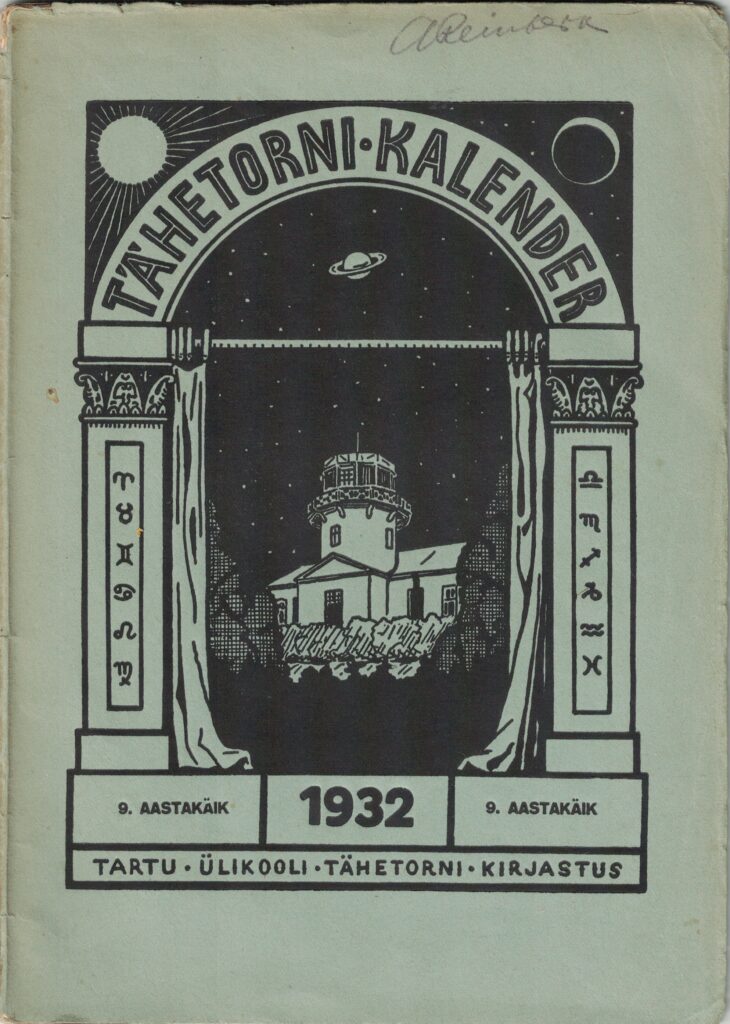 TÄHETORNI·KALENDER
♈ ♎
♉ ♏
♊ ♐
♋ ♑
♌ ♒
♍ ♓
9. AASTAKÄIK 1932 9. AASTAKÄIK
TARTU · ÜLIKOOLI · TÄHETORNI · KIRJASTUS